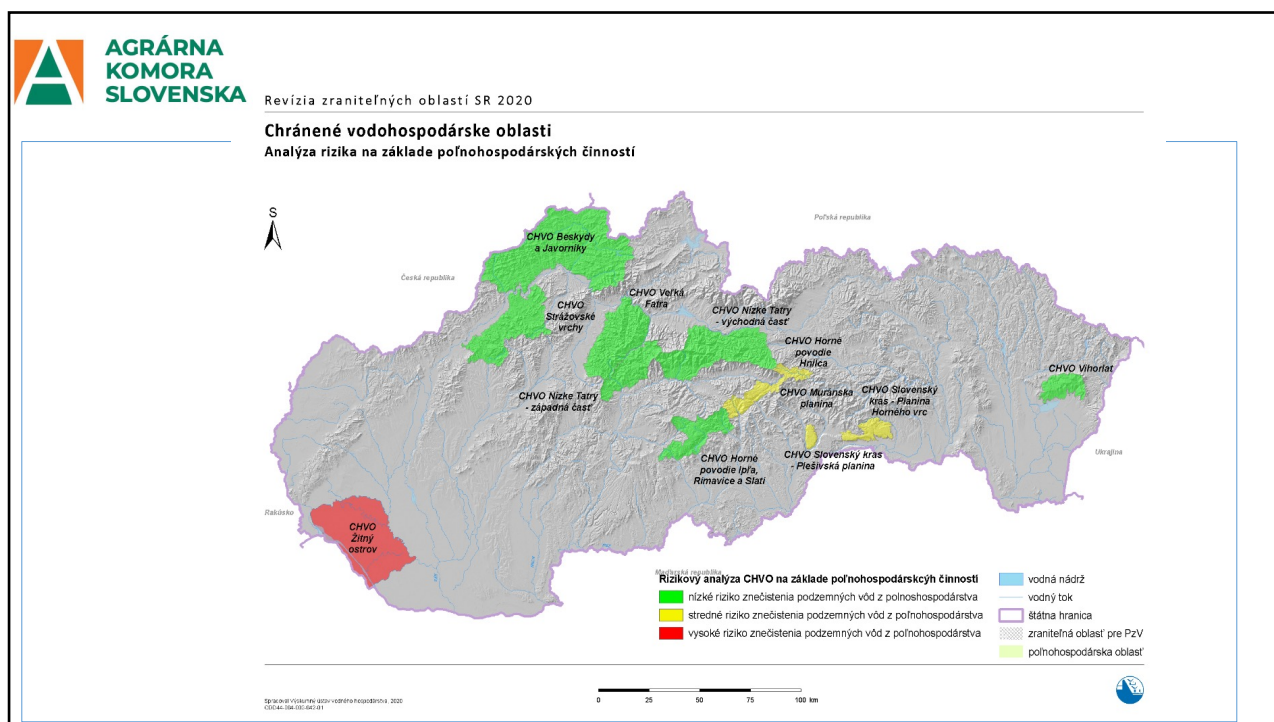 AGRÁRNA
KOMORA
SLOVENSKA
Revízia zraniteľných oblastí SR 2020
Chránené vodohospodárske oblasti
Analýza rizika na základe poľnohospodárských činností
S
Poľská republika
CHVO Beskydy
a Javorníky
Česká republika
CHVO
Strážovské
vrchy
CHVO Veľká
Fatra
CHVO Nízke Tatry
- východná časť
CHVO Horné
povodie
Hnilca
CHVO Vihorlat
CHVO Nízke Tatry
- západná časť
CHVO Muránska
planina
CHVO Slovenský
kras - Planina
Horného vrc
CHVO Horné
povodie Ipľa,
Rimavice a Slati
CHVO Slovenský kras
- Plešivská planina
Ukrajina
Rakúsko
CHVO
Žitný
ostrov
Maďarská republika
Rizikový analýza CHVO na základe poľnohospodárskcýh činností
nízké riziko znečistenia podzemných vôd z polnoshospodárstva
stredné riziko znečistenia podzemných vôd z poľnohospodárstva
vysoké riziko znečistenia podzemných vôd z poľnohospodárstva
vodná nádrž
vodný tok
štátna hranica
zraniteľná oblasť pre PzV
poľnohospodárska oblasť
0 25 50 75 100 km
Spracoval Výskumný ústav vodného hospodárstva, 2020